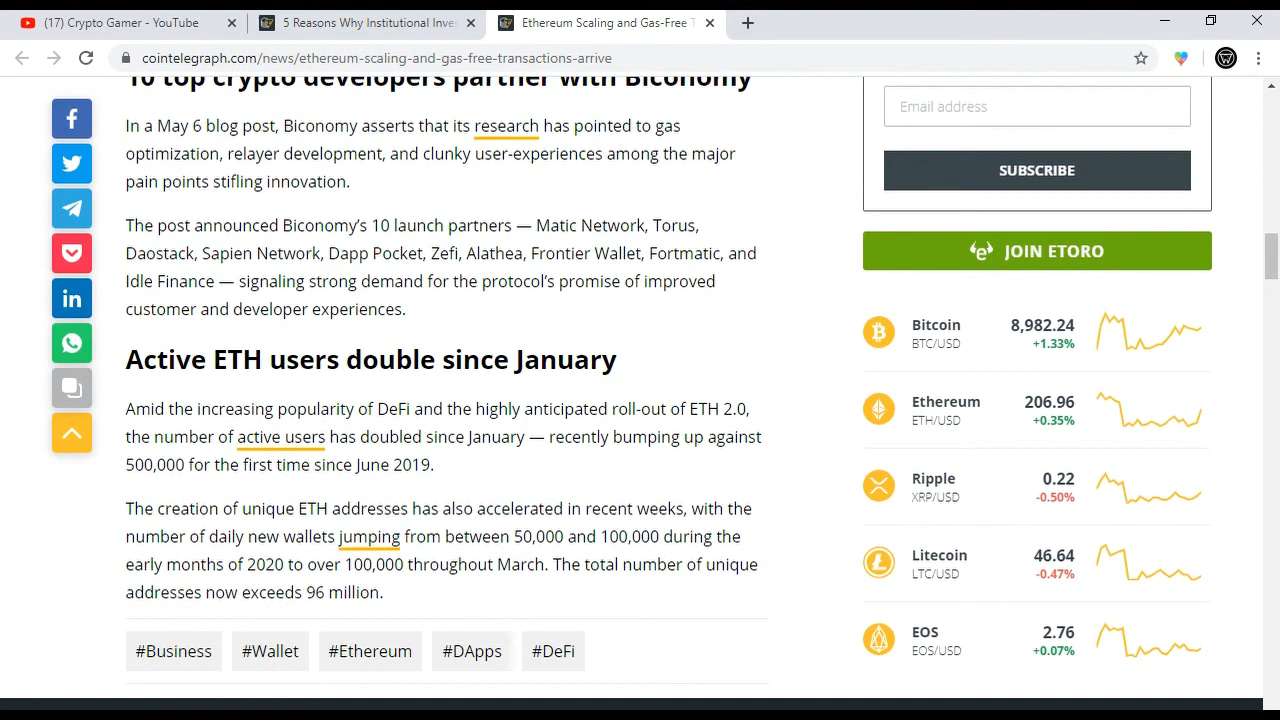 (17) Crypto Gamer - YouTube
5 Reasons Why Institutional Inve
Ethereum Scaling and Gas-Free T
cointelegraph.com/news/ethereum-scaling-and-gas-free-transactions-arrive
10 top crypto developers partner with Biconomy
In a May 6 blog post, Biconomy asserts that its research has pointed to gas
optimization, relayer development, and clunky user-experiences among the major
pain points stifling innovation.
The post announced Biconomy's 10 launch partners — Matic Network, Torus,
Daostack, Sapien Network, Dapp Pocket, Zefi, Alathea, Frontier Wallet, Fortmatic, and
Idle Finance — signaling strong demand for the protocol's promise of improved
customer and developer experiences.
Active ETH users double since January
Amid the increasing popularity of DeFi and the highly anticipated roll-out of ETH 2.0,
the number of active users has doubled since January — recently bumping up against
500,000 for the first time since June 2019.
The creation of unique ETH addresses has also accelerated in recent weeks, with the
number of daily new wallets jumping from between 50,000 and 100,000 during the
early months of 2020 to over 100,000 throughout March. The total number of unique
addresses now exceeds 96 million.
#Business #Wallet #Ethereum #DApps #DeFi
Email address
SUBSCRIBE
JOIN ETORO
Bitcoin 8,982.24
BTC/USD +1.33%
Ethereum 206.96
ETH/USD +0.35%
Ripple 0.22
XRP/USD -0.50%
Litecoin 46.64
LTC/USD -0.47%
EOS 2.76
EOS/USD +0.07%